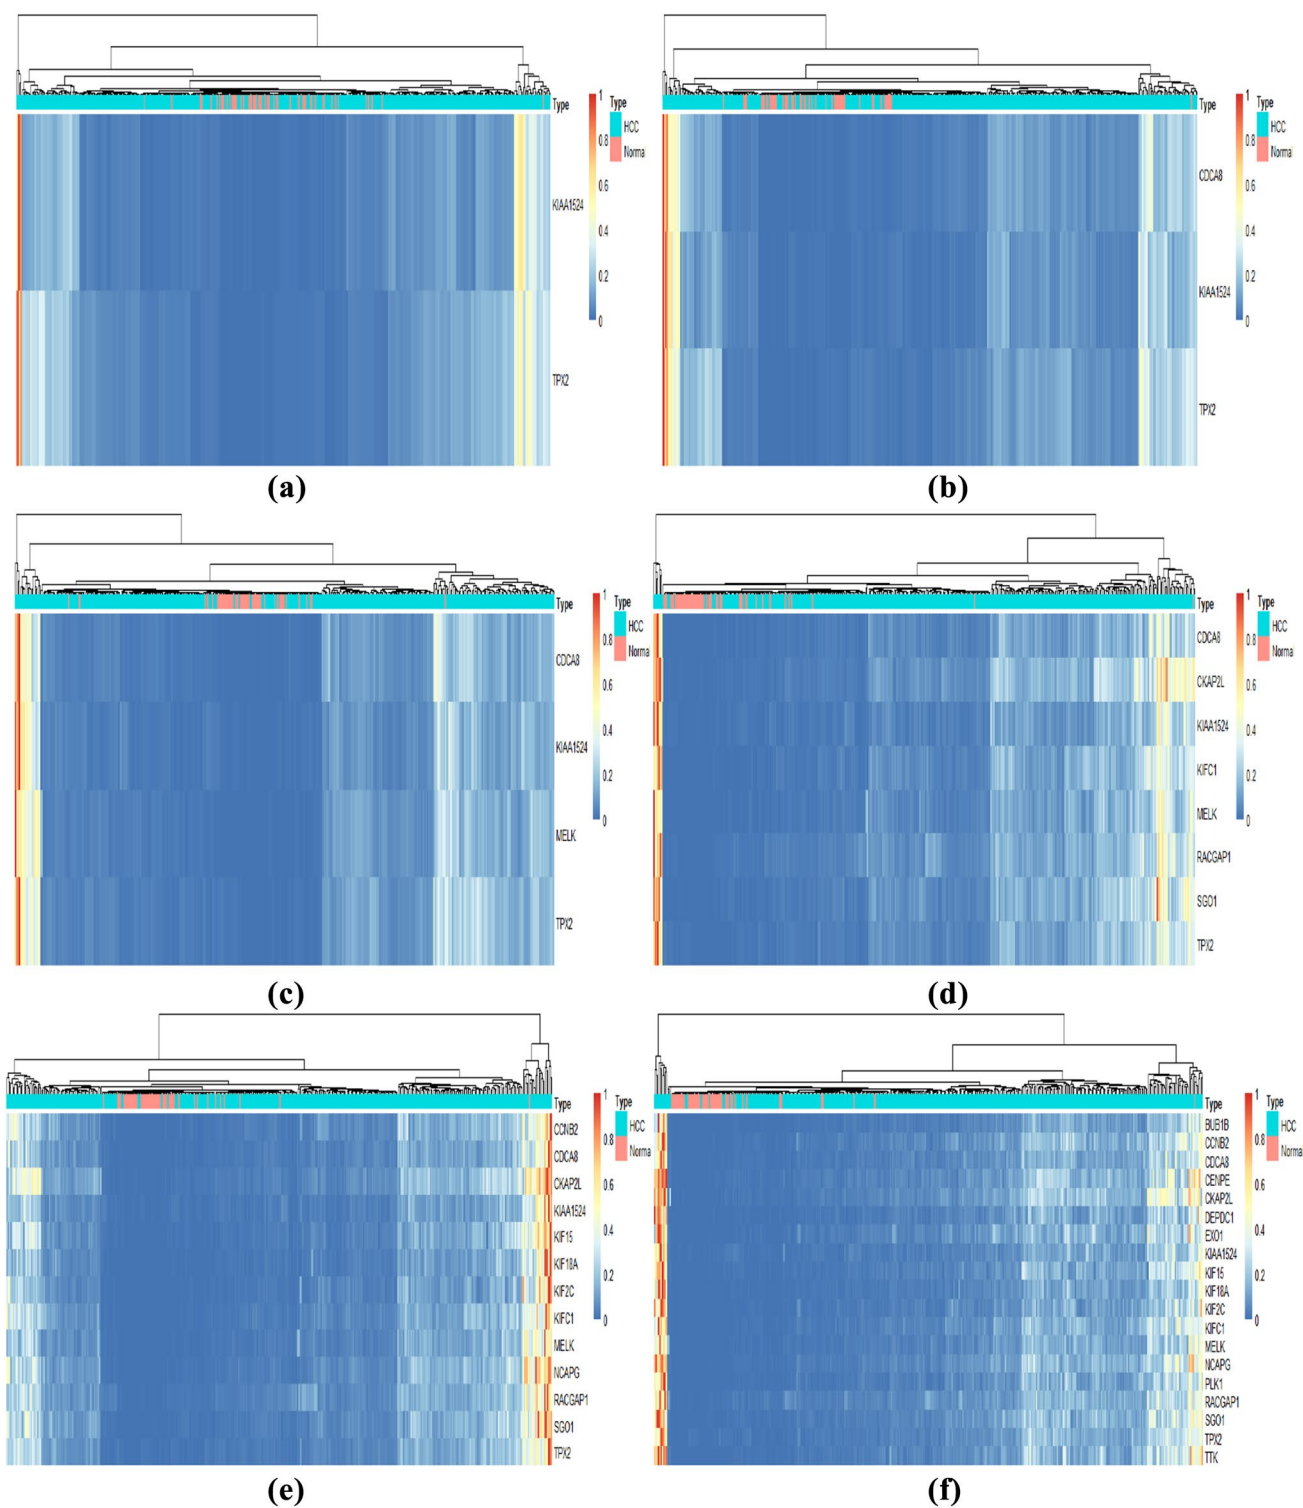 Type
1
0.8
0.6
0.4
0.2
0
Type
HCC
Norma
KIAA1524
TPX2
(a)
Type
1
0.8
0.6
0.4
0.2
0
Type
HCC
Norma
CDCA8
KIAA1524
TPX2
(b)
Type
1
0.8
0.6
0.4
0.2
0
Type
HCC
Norma
CDCA8
KIAA1524
MELK
TPX2
(c)
Type
1
0.8
0.6
0.4
0.2
0
Type
HCC
Norma
CDCA8
CKAP2L
KIAA1524
KIFC1
MELK
RACGAP1
SGO1
TPX2
(d)
Type
1
0.8
0.6
0.4
0.2
0
Type
HCC
Norma
CCNB2
CDCA8
CKAP2L
KIAA1524
KIF15
KIF18A
KIF2C
KIFC1
MELK
NCAPG
RACGAP1
SGO1
TPX2
(e)
Type
1
0.8
0.6
0.4
0.2
0
Type
HCC
Norma
BUB1B
CCNB2
CDCA8
CENPE
CKAP2L
DEPDC1
EXO1
KIAA1524
KIF15
KIF18A
KIF2C
KIFC1
MELK
NCAPG
PLK1
RACGAP1
SGO1
TPX2
TTK
(f)